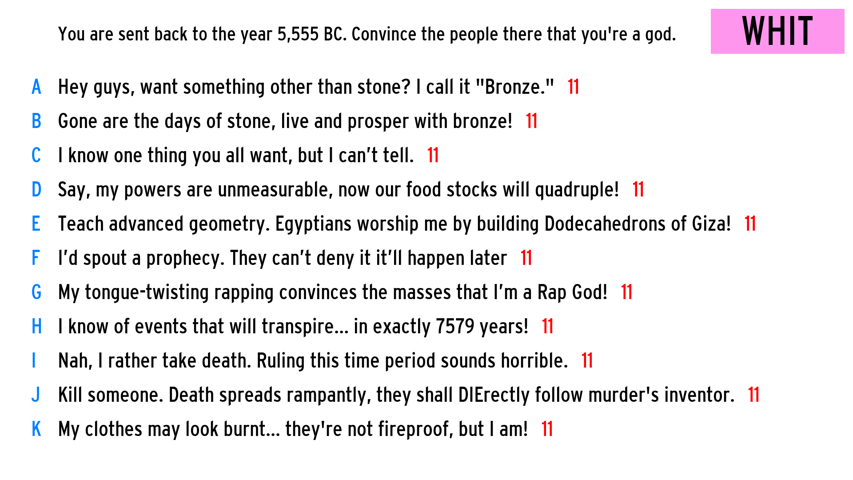 You are sent back to the year 5,555 BC. Convince the people there that you're a god.
WHIT
A Hey guys, want something other than stone? I call it "Bronze." 11
B Gone are the days of stone, live and prosper with bronze! 11
C I know one thing you all want, but I can't tell. 11
D Say, my powers are unmeasurable, now our food stocks will quadruple! 11
E Teach advanced geometry. Egyptians worship me by building Dodecahedrons of Giza! 11
F I'd spout a prophecy. They can't deny it it'll happen later 11
G My tongue-twisting rapping convinces the masses that I'm a Rap God! 11
H I know of events that will transpire... in exactly 7579 years! 11
I Nah, I rather take death. Ruling this time period sounds horrible. 11
J Kill someone. Death spreads rampantly, they shall DIErectly follow murder's inventor. 11
K My clothes may look burnt... they're not fireproof, but I am! 11